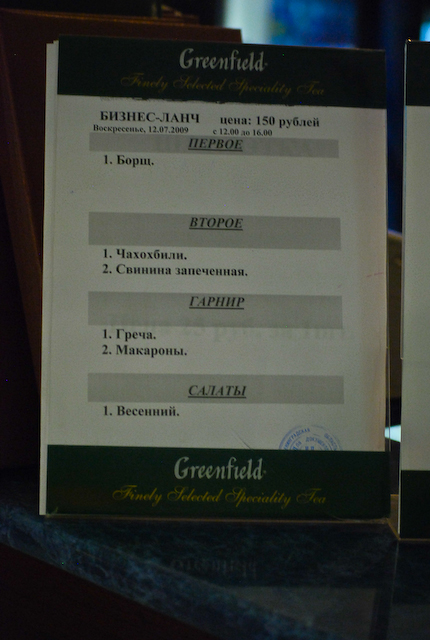 Greenfield
Finely Selected Speciality Tea
БИЗНЕС-ЛАНЧ цена: 150 рублей
Воскресенье, 12.07.2009 с 12.00 до 16.00
ПЕРВОЕ
1. Борщ.
ВТОРОЕ
1. Чахохбили.
2. Свинина запеченная.
ГАРНИР
1. Греча.
2. Макароны.
САЛАТЫ
1. Весенний.
Greenfield
Finely Selected Speciality Tea